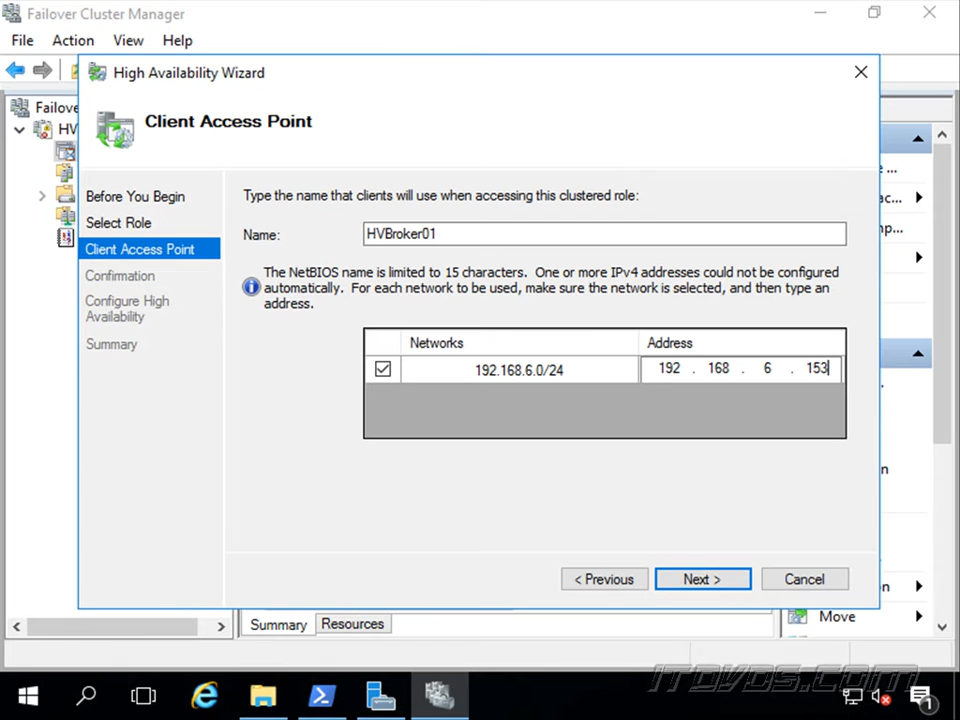 Failover Cluster Manager
File Action View Help
High Availability Wizard
Failove
HV
Client Access Point
Before You Begin
Select Role
Client Access Point
Confirmation
Configure High
Availability
Summary
Type the name that clients will use when accessing this clustered role:
Name:
HVBroker01
The NetBIOS name is limited to 15 characters. One or more IPv4 addresses could not be configured
automatically. For each network to be used, make sure the network is selected, and then type an
address.
Networks Address
192.168.6.0/24 192 . 168 . 6 . 153
< Previous Next > Cancel
Summary Resources
Move
ITDVDS.com
1